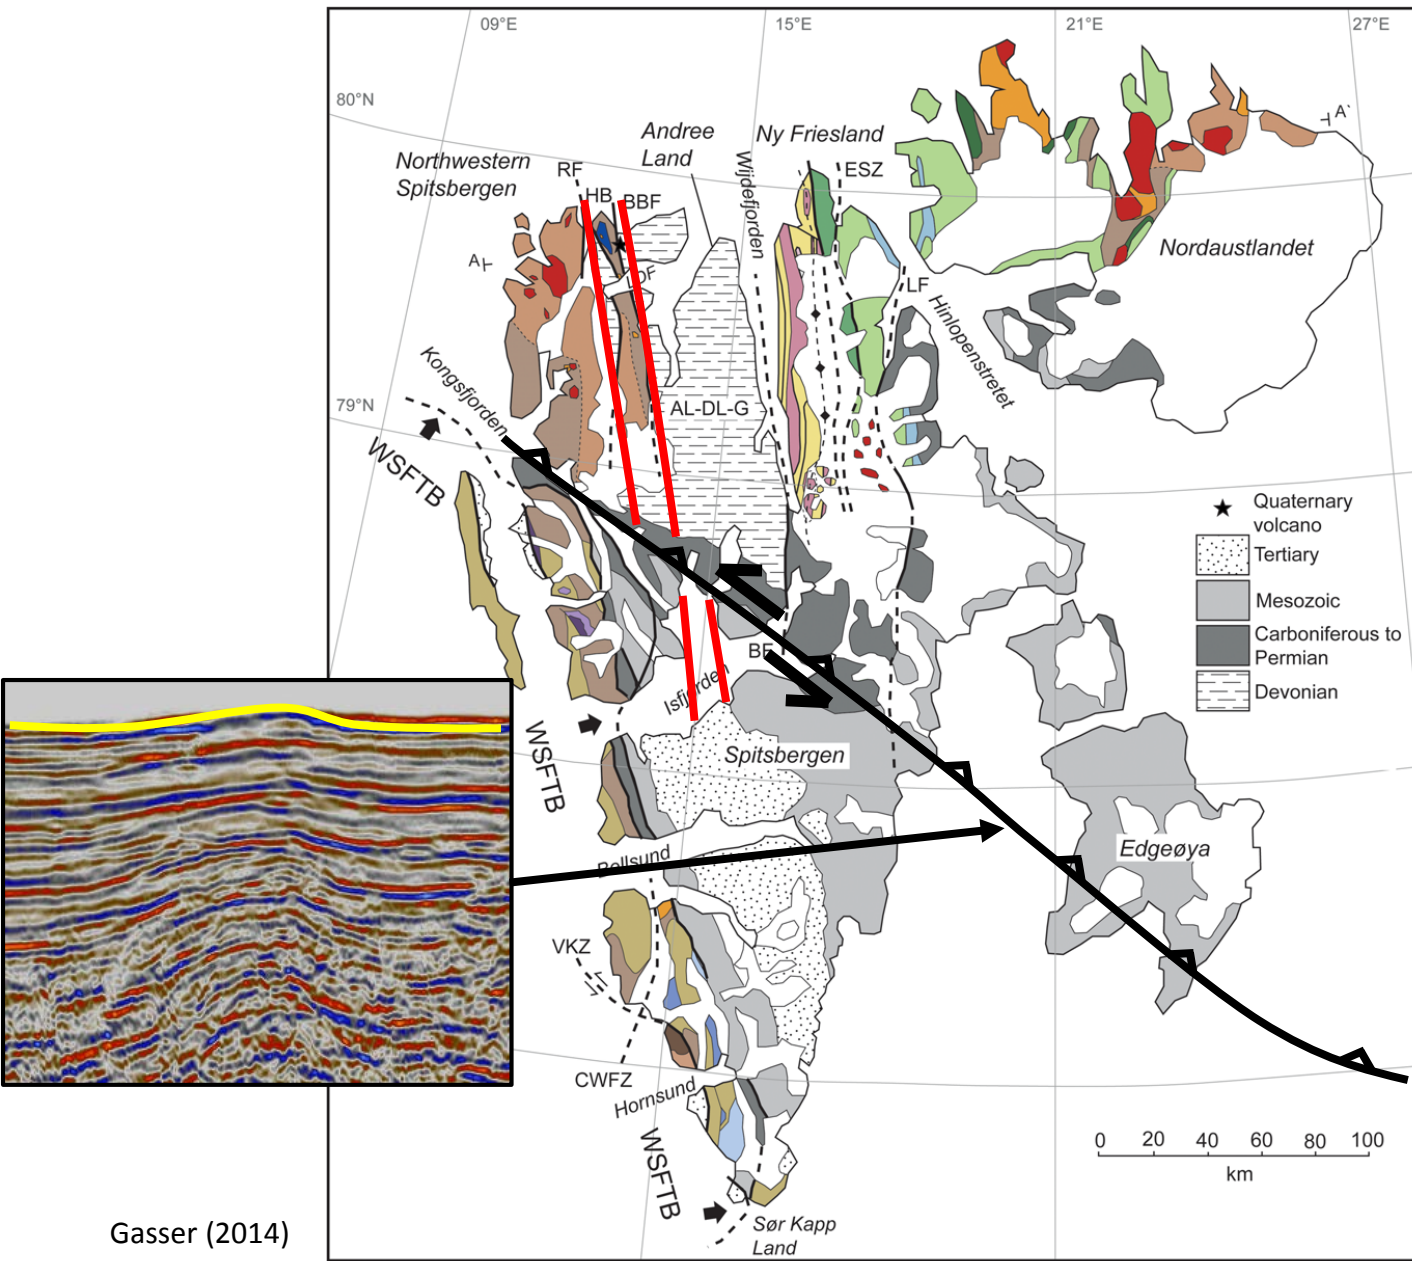 09°E
15°E
21°E
27°E
80°N
A`
Andree
Land
Ny Friesland
Northwestern
Spitsbergen
RF
HB
BBF
Wijdefjorden
ESZ
Nordaustlandet
A
DF
LF
Hinlopenstretet
Kongsfjorden
79°N
AL-DL-G
WSFTB
Quaternary
volcano
Tertiary
Mesozoic
Carboniferous to
Permian
Devonian
BF
Isfjorden
WSFTB
Spitsbergen
Edgeøya
Bellsund
VKZ
CWFZ
Hornsund
WSFTB
0 20 40 60 80 100
km
Sør Kapp
Land
Gasser (2014)